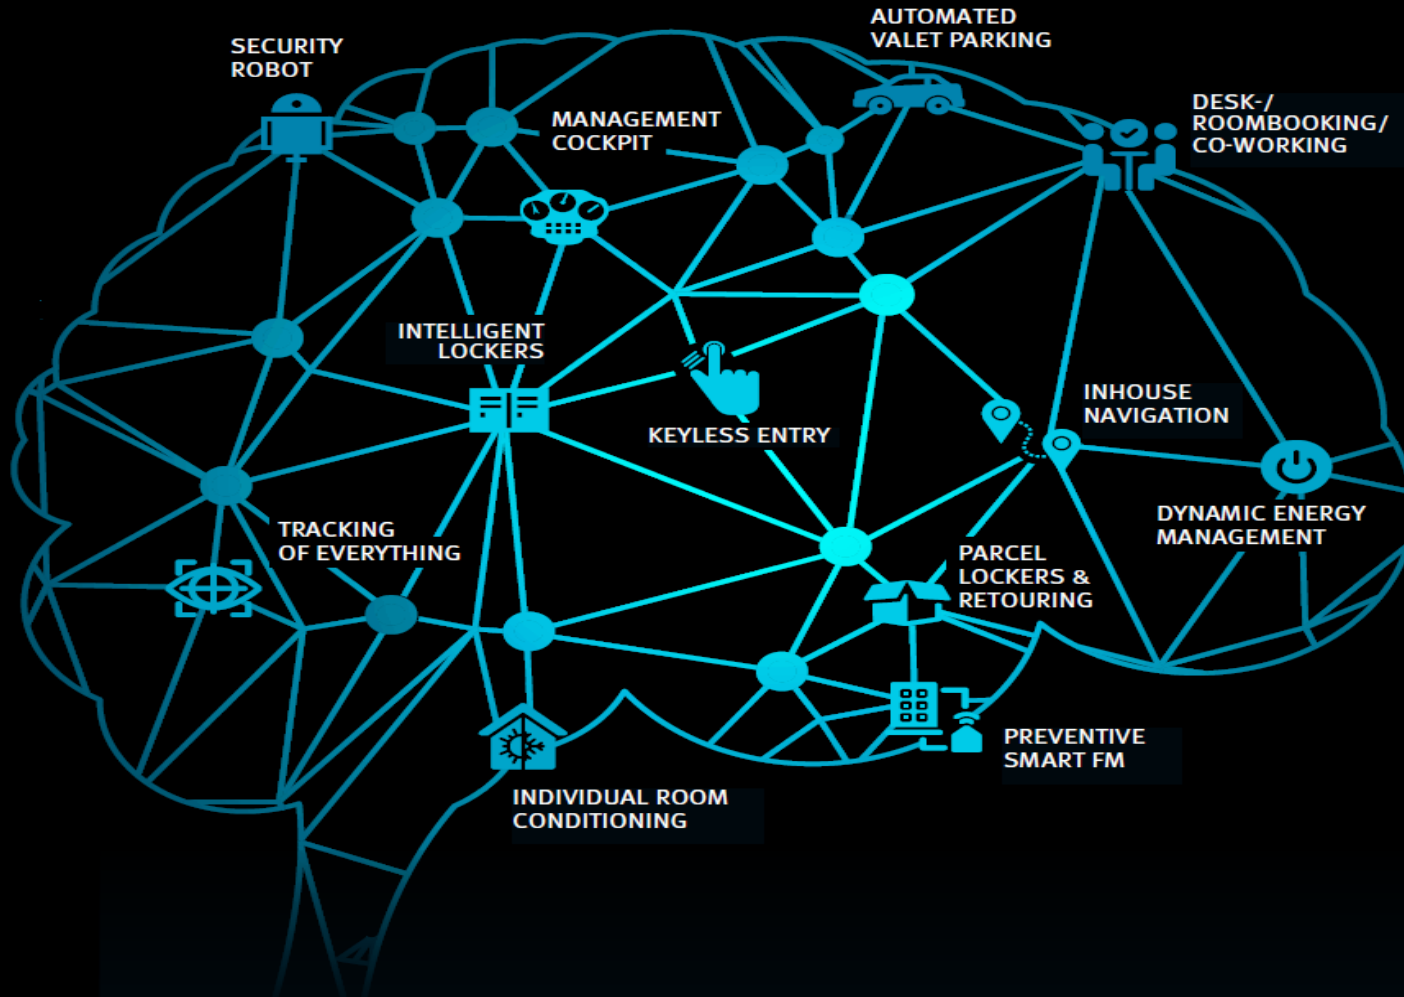 AUTOMATED
VALET PARKING
SECURITY
ROBOT
MANAGEMENT
COCKPIT
DESK-/
ROOMBOOKING/
CO-WORKING
INTELLIGENT
LOCKERS
KEYLESS ENTRY
INHOUSE
NAVIGATION
TRACKING
OF EVERYTHING
DYNAMIC ENERGY
MANAGEMENT
PARCEL
LOCKERS &
RETOURING
PREVENTIVE
SMART FM
INDIVIDUAL ROOM
CONDITIONING